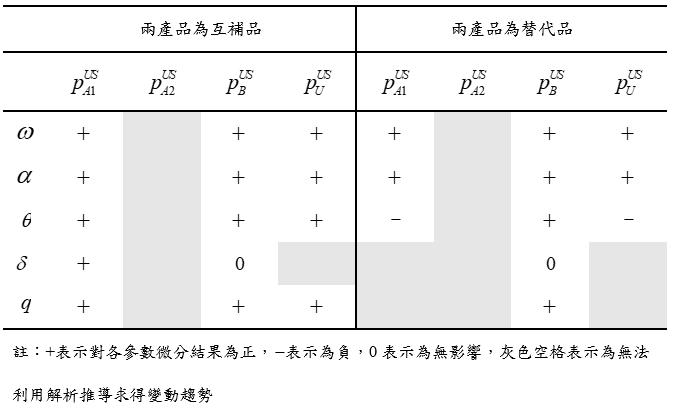 兩產品為互補品 兩產品為替代品
p_{A1}^{US} p_{A2}^{US} p_{B}^{US} p_{U}^{US} p_{A1}^{US} p_{A2}^{US} p_{B}^{US} p_{U}^{US}
ω + + + + + +
α + + + + + +
θ + + + − + −
δ + 0 0
q + + + +
註：+表示對各參數微分結果為正，−表示為負，0 表示為無影響，灰色空格表示為無法
利用解析推導求得變動趨勢